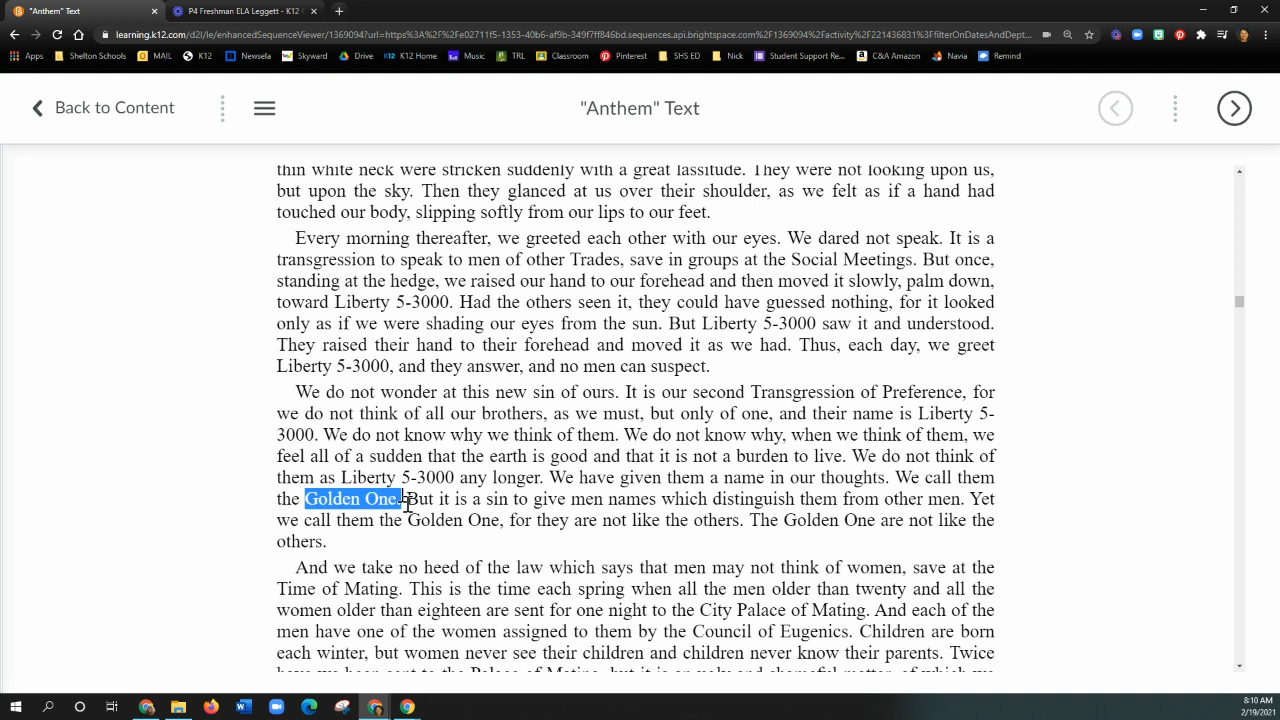 "Anthem" Text
P4 Freshman ELA Leggett - K12
learning.k12.com/d2l/le/enhancedSequenceViewer/1369094?url=https%3A%2F%2Fe02711f5-1353-40b6-af9b-349f7ff846bd.sequences.api.brightspace.com%2F1369094%2Factivity%2F221436831%2FfilterOnDatesAndDept...
Apps Shelton Schools MAIL K12 Newsela Skyward Drive K12 K12 Home Music TRL Classroom Pinterest SHS ED Nick Student Support Re... C&A Amazon Navia Remind
Back to Content
"Anthem" Text
thin white neck were stricken suddenly with a great lassitude. They were not looking upon us,
but upon the sky. Then they glanced at us over their shoulder, as we felt as if a hand had
touched our body, slipping softly from our lips to our feet.
Every morning thereafter, we greeted each other with our eyes. We dared not speak. It is a
transgression to speak to men of other Trades, save in groups at the Social Meetings. But once,
standing at the hedge, we raised our hand to our forehead and then moved it slowly, palm down,
toward Liberty 5-3000. Had the others seen it, they could have guessed nothing, for it looked
only as if we were shading our eyes from the sun. But Liberty 5-3000 saw it and understood.
They raised their hand to their forehead and moved it as we had. Thus, each day, we greet
Liberty 5-3000, and they answer, and no men can suspect.
We do not wonder at this new sin of ours. It is our second Transgression of Preference, for
we do not think of all our brothers, as we must, but only of one, and their name is Liberty 5-
3000. We do not know why we think of them. We do not know why, when we think of them, we
feel all of a sudden that the earth is good and that it is not a burden to live. We do not think of
them as Liberty 5-3000 any longer. We have given them a name in our thoughts. We call them
the Golden One. But it is a sin to give men names which distinguish them from other men. Yet
we call them the Golden One, for they are not like the others. The Golden One are not like the
others.
And we take no heed of the law which says that men may not think of women, save at the
Time of Mating. This is the time each spring when all the men older than twenty and all the
women older than eighteen are sent for one night to the City Palace of Mating. And each of the
men have one of the women assigned to them by the Council of Eugenics. Children are born
each winter, but women never see their children and children never know their parents. Twice
have we been sent to the Palace of Mating, but it is an ugly and shameful matter, of which we
8:10 AM
2/19/2021